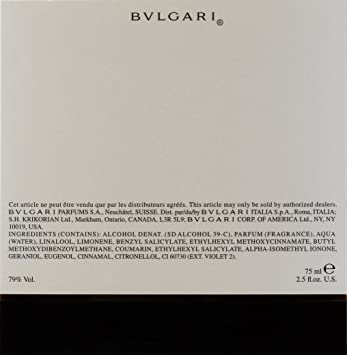 BVLGARI®
Cet article ne peut être vendu que par les distributeurs agréés. This article may only be sold by authorized dealers.
BVLGARI PARFUMS S.A., Neuchâtel, SUISSE. Dist. par/da/by BVLGARI ITALIA S.p.A., Roma, ITALIA;
S.H. KRIKORIAN Ltd., Markham, Ontario, CANADA, L3R 5L9; BVLGARI CORP. OF AMERICA Ltd., NY, NY
10019, USA.
INGREDIENTS (CONTAINS): ALCOHOL DENAT. (SD ALCOHOL 39-C), PARFUM (FRAGRANCE), AQUA
(WATER), LINALOOL, LIMONENE, BENZYL SALICYLATE, ETHYLHEXYL METHOXYCINNAMATE, BUTYL
METHOXYDIBENZOYLMETHANE, COUMARIN, ETHYLHEXYL SALICYLATE, ALPHA-ISOMETHYL IONONE,
GERANIOL, EUGENOL, CINNAMAL, CITRONELLOL, CI 60730 (EXT. VIOLET 2).
75 ml ℮
79% Vol. 2.5 fl.oz. U.S.